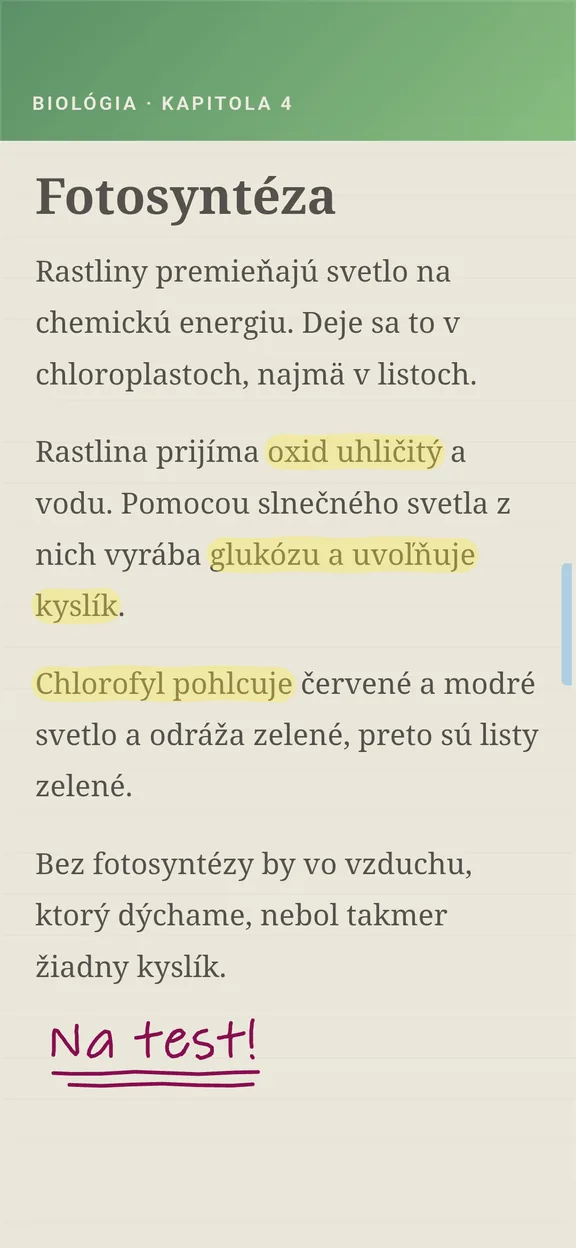 BIOLÓGIA · KAPITOLA 4
Fotosyntéza
Rastliny premieňajú svetlo na
chemickú energiu. Deje sa to v
chloroplastoch, najmä v listoch.
Rastlina prijíma oxid uhličitý a
vodu. Pomocou slnečného svetla z
nich vyrába glukózu a uvoľňuje
kyslík.
Chlorofyl pohlcuje červené a modré
svetlo a odráža zelené, preto sú listy
zelené.
Bez fotosyntézy by vo vzduchu,
ktorý dýchame, nebol takmer
žiadny kyslík.
Na test!